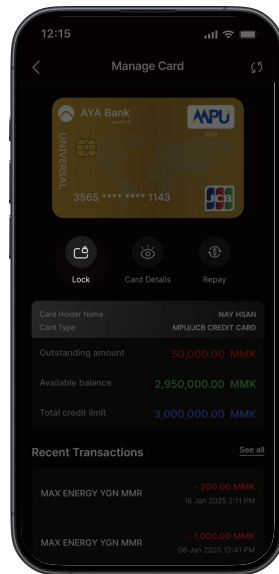 12:15
Manage Card
AYA Bank
MPU
Gold
UNIVERSAL
3565 **** **** 1143
JCB
Lock
Card Details
Repay
Card Holder Name NAY HSAN
Card Type MPU/JCB CREDIT CARD
Outstanding amount 50,000.00 MMK
Available balance 2,950,000.00 MMK
Total credit limit 3,000,000.00 MMK
Recent Transactions See all
MAX ENERGY YGN MMR - 200.00 MMK
16 Jan 2025 2:11 PM
MAX ENERGY YGN MMR - 1,000.00 MMK
06 Jan 2025 12:41 PM